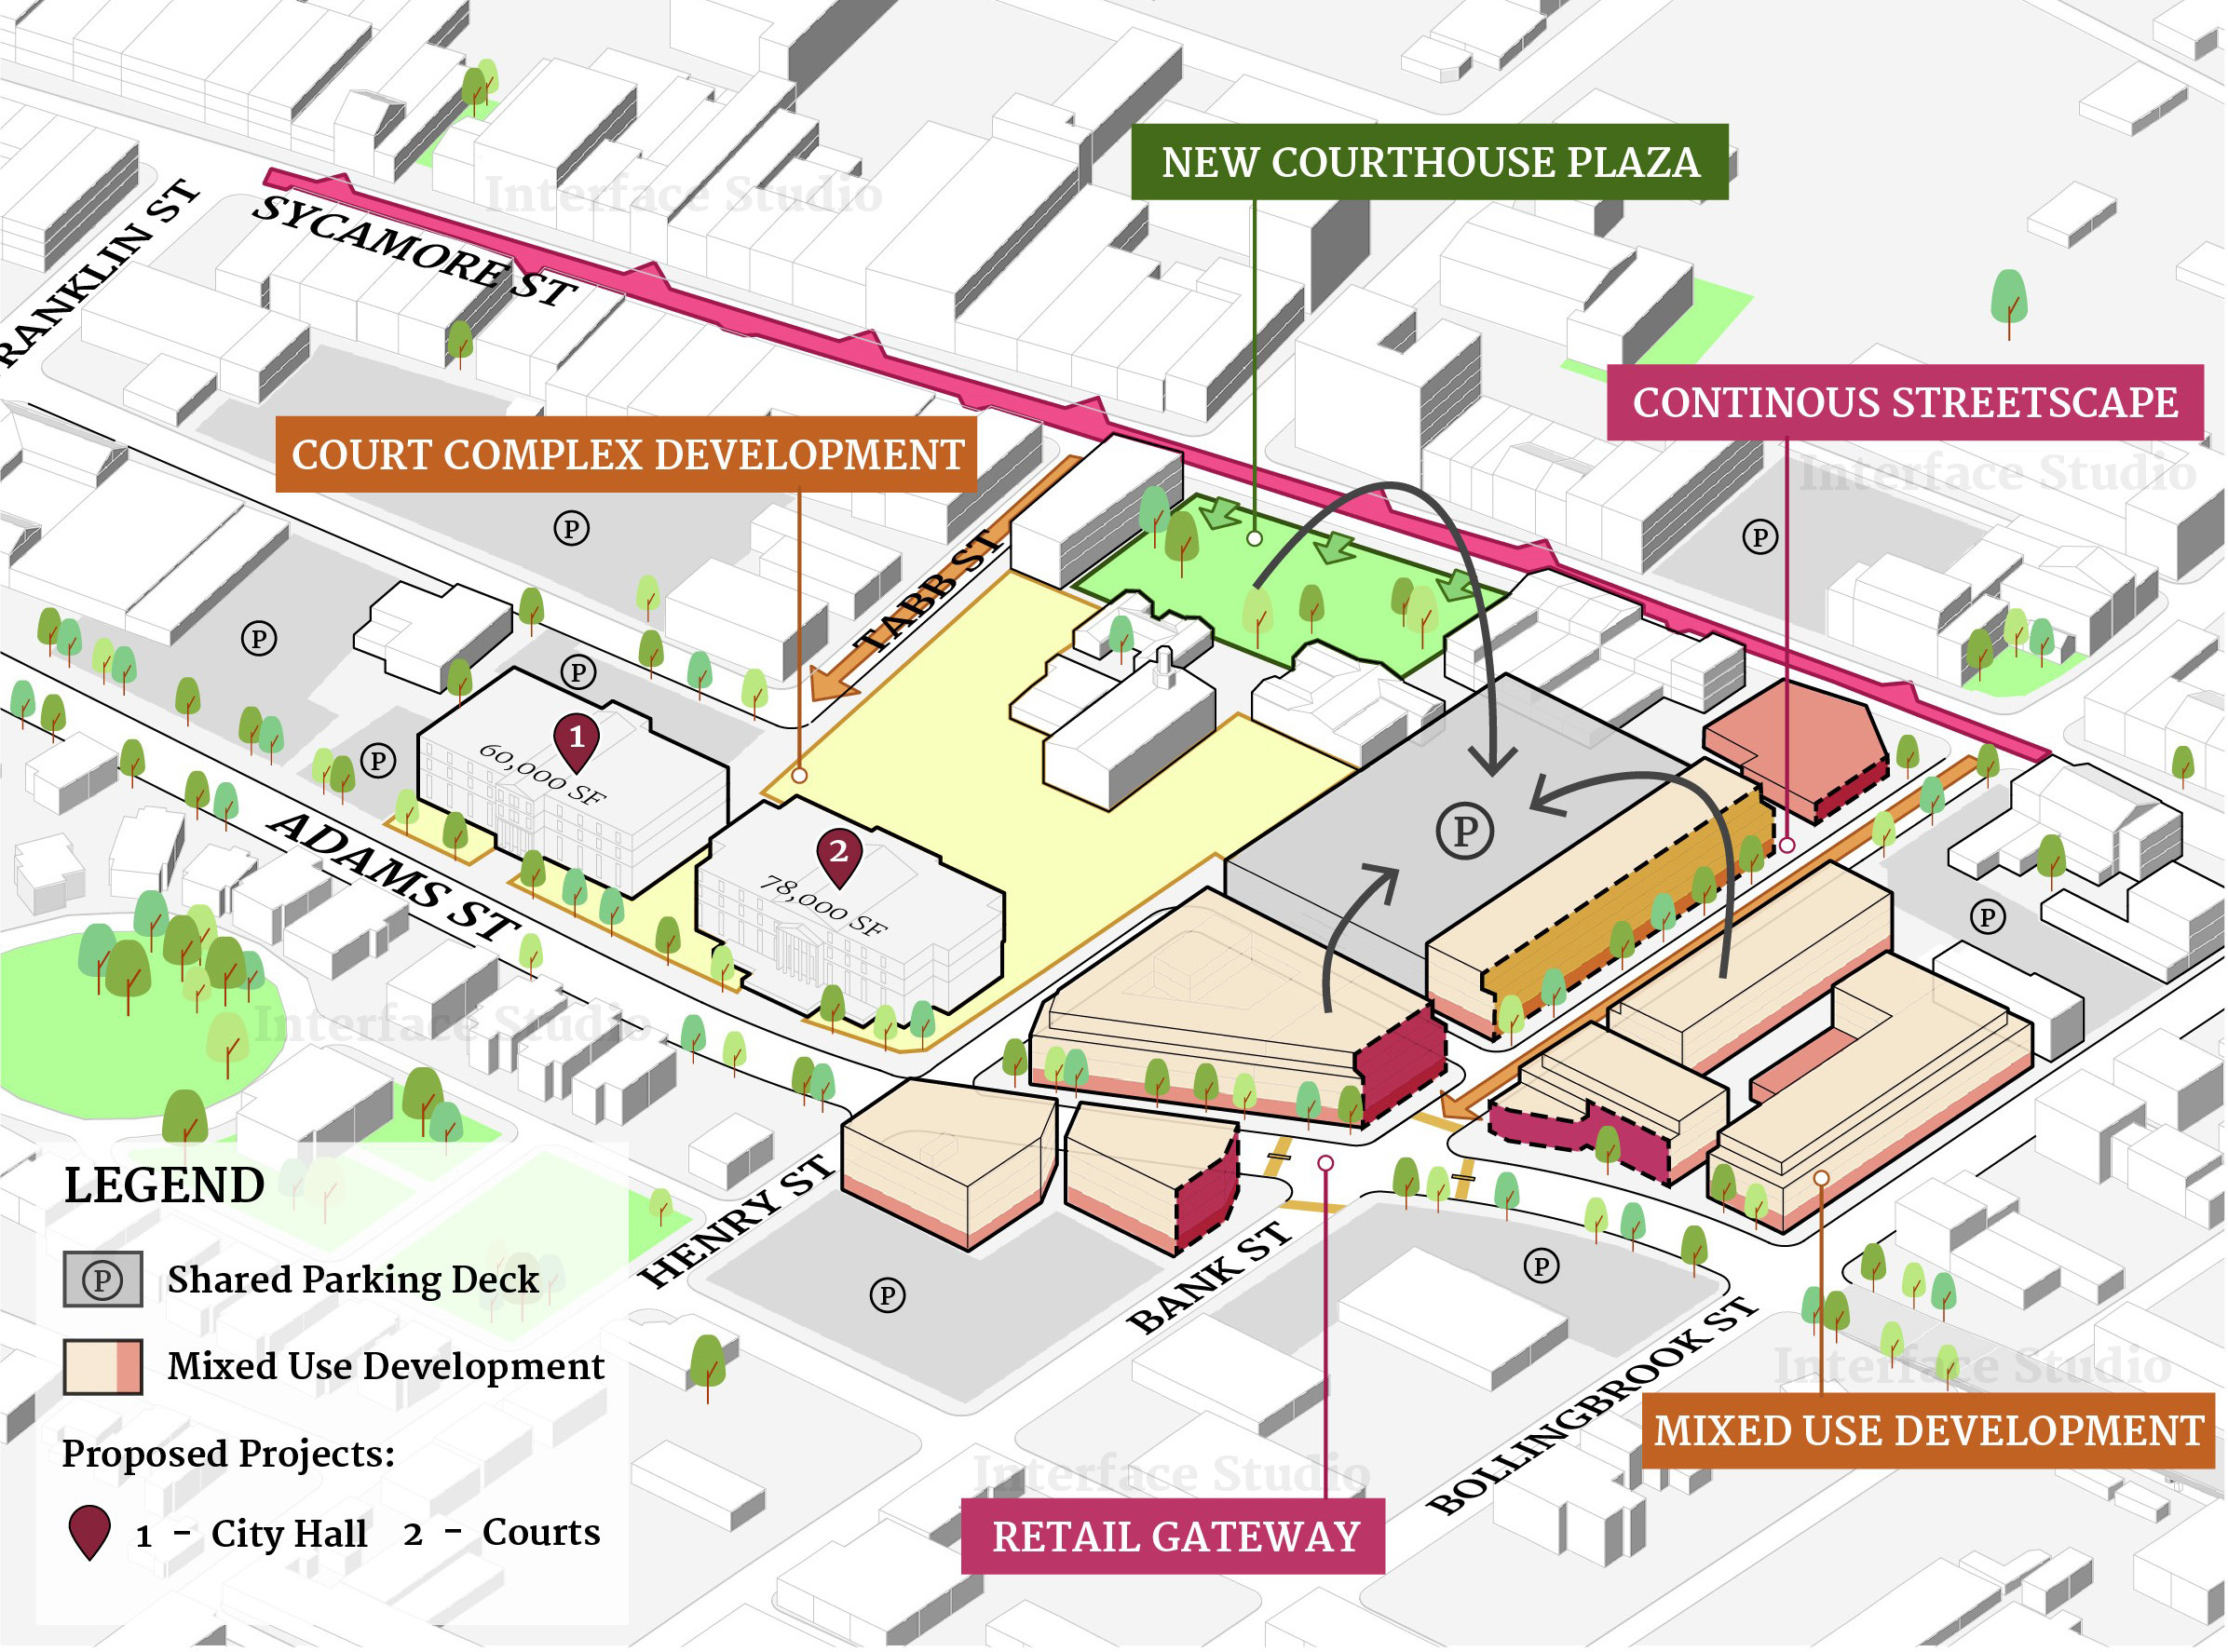 NEW COURTHOUSE PLAZA
Interface Studio
RANKLIN ST
SYCAMORE ST
CONTINOUS STREETSCAPE
COURT COMPLEX DEVELOPMENT
Interface Studio
P
P
TABB ST
P
P
P
1
60,000 SF
2
78,000 SF
P
ADAMS ST
P
Interface Studio
LEGEND
P Shared Parking Deck
Mixed Use Development
Proposed Projects:
1 - City Hall 2 - Courts
HENRY ST
P
BANK ST
P
BOLLINGBROOK ST
Interface Studio
MIXED USE DEVELOPMENT
Interface Studio
RETAIL GATEWAY